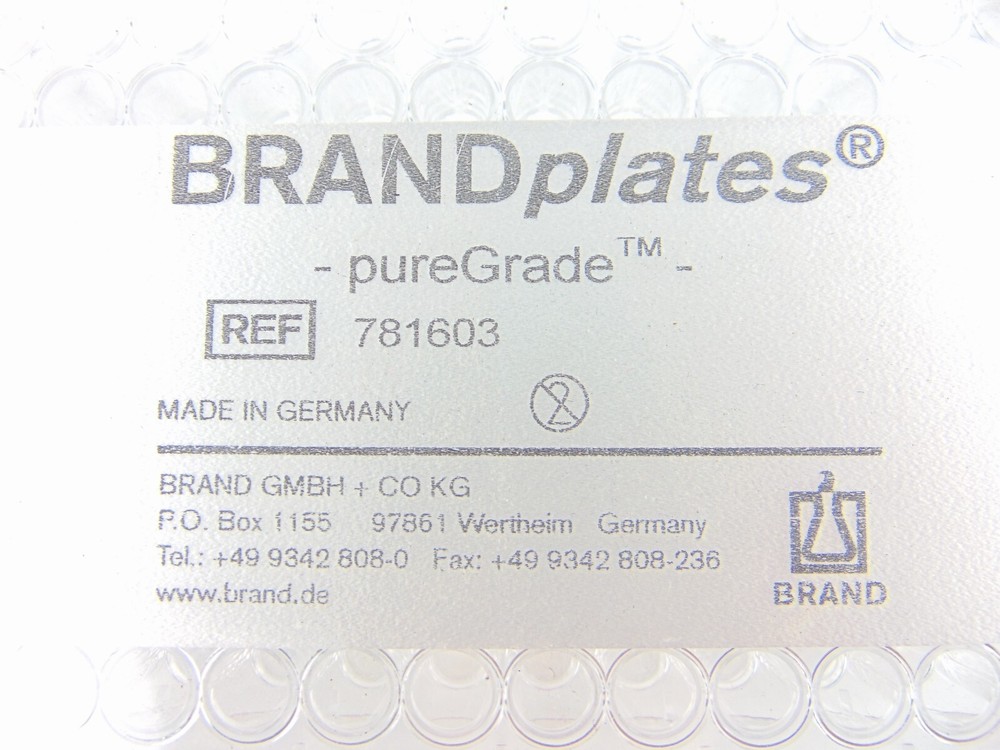 BRANDplates®
- pureGrade™ -
REF 781603
MADE IN GERMANY 2
BRAND GMBH + CO KG
P.O. Box 1155 97861 Wertheim Germany
Tel.: +49 9342 808-0 Fax: +49 9342 808-236
www.brand.de
BRAND